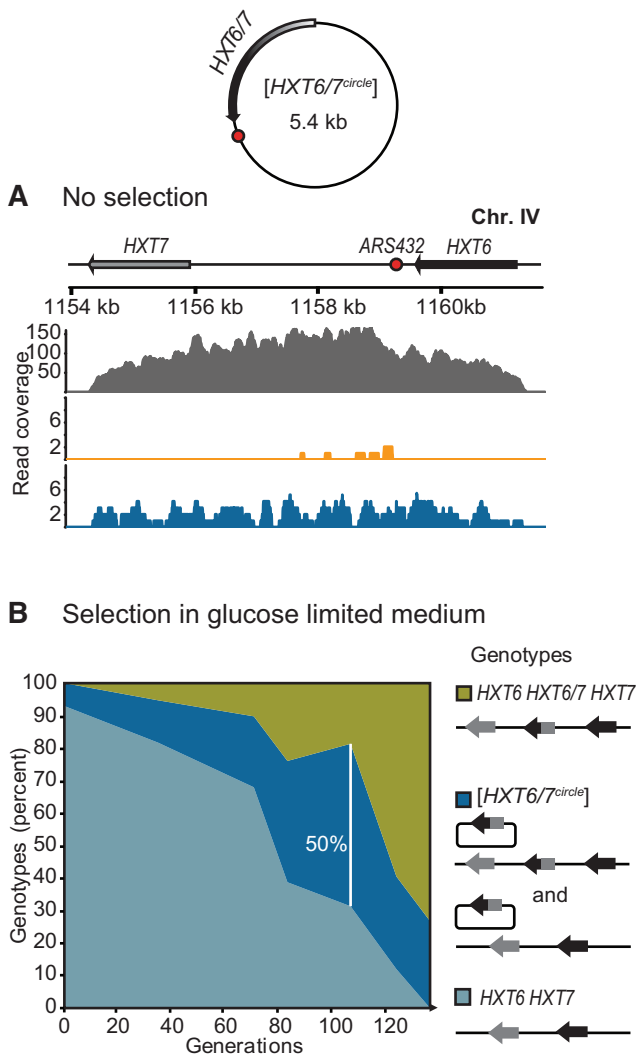 HXT6/7
[HXT6/7circle]
5.4 kb
A No selection
Chr. IV
HXT7 ARS432 HXT6
1154 kb 1156 kb 1158 kb 1160kb
Read coverage
150
100
50
6
2
6
2
B Selection in glucose limited medium
Genotypes
HXT6 HXT6/7 HXT7
[HXT6/7circle]
and
HXT6 HXT7
Genotypes (percent)
100
90
80
70
60
50
40
30
20
10
0
50%
0 20 40 60 80 100 120
Generations